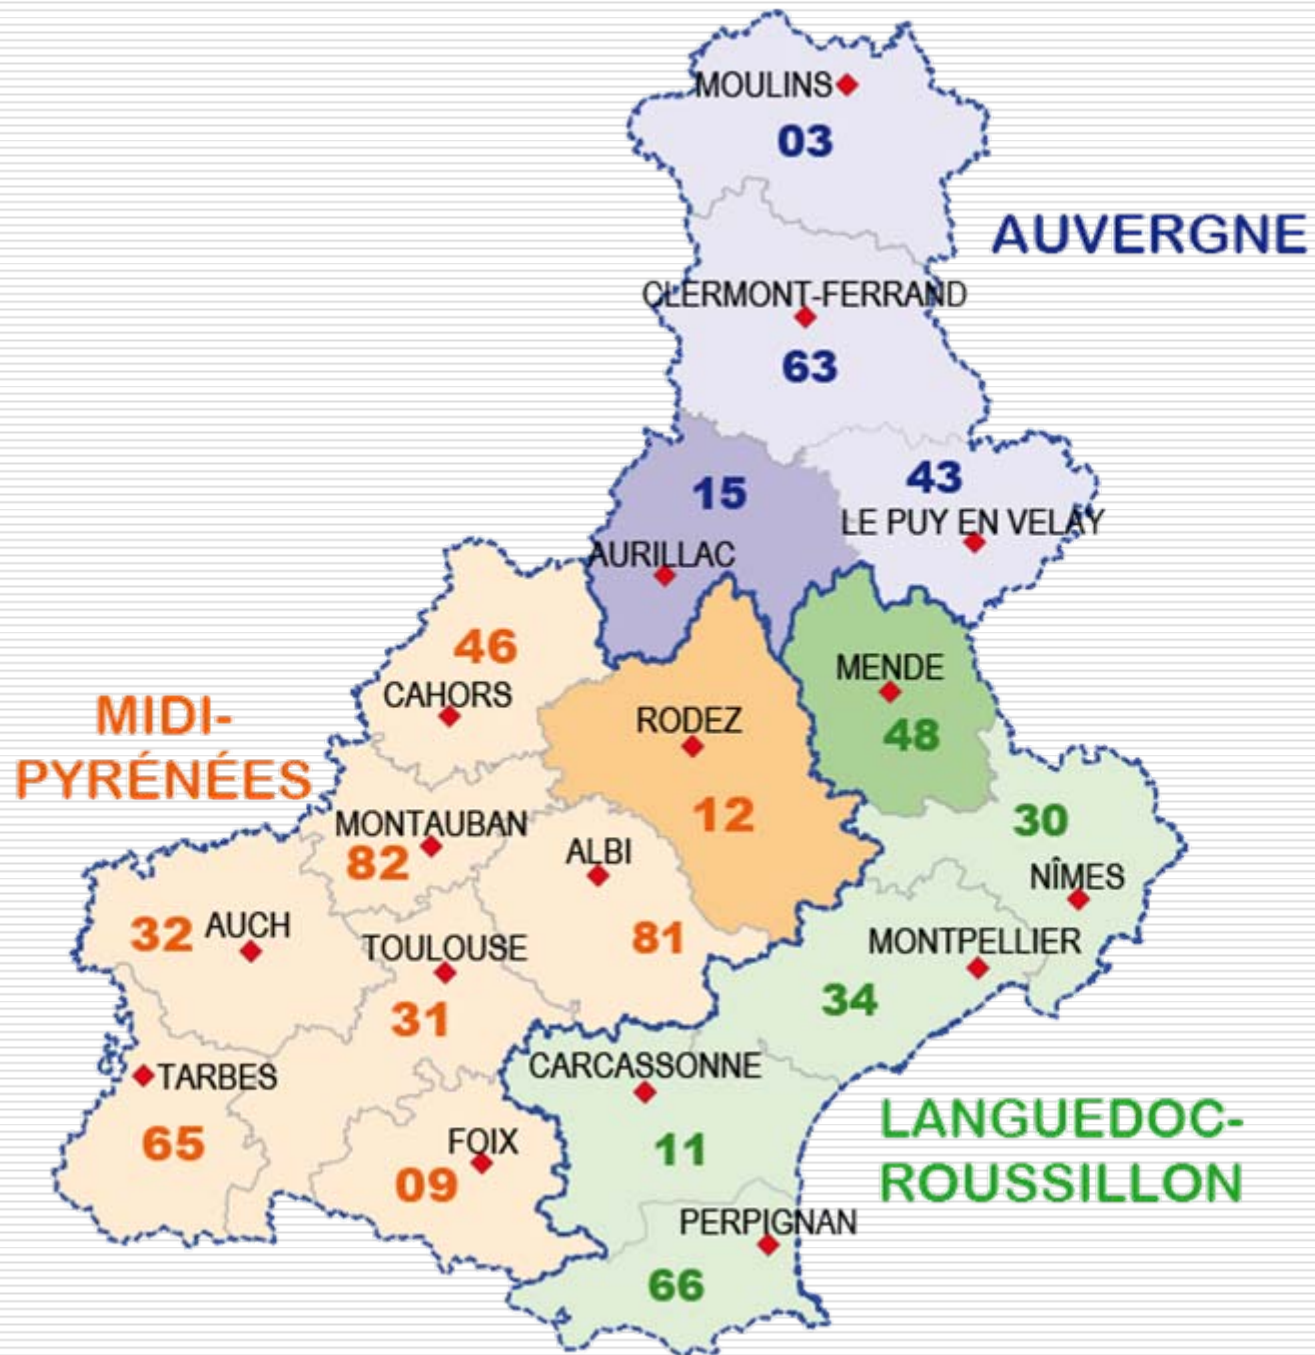 MOULINS
03
AUVERGNE
CLERMONT-FERRAND
63
15
43
LE PUY EN VELAY
AURILLAC
46
CAHORS
MENDE
48
RODEZ
12
MIDI-
PYRÉNÉES
MONTAUBAN
82
ALBI
30
NÎMES
32 AUCH
TOULOUSE
81
MONTPELLIER
31
34
TARBES
CARCASSONNE
65
FOIX
09
11
LANGUEDOC-
ROUSSILLON
PERPIGNAN
66